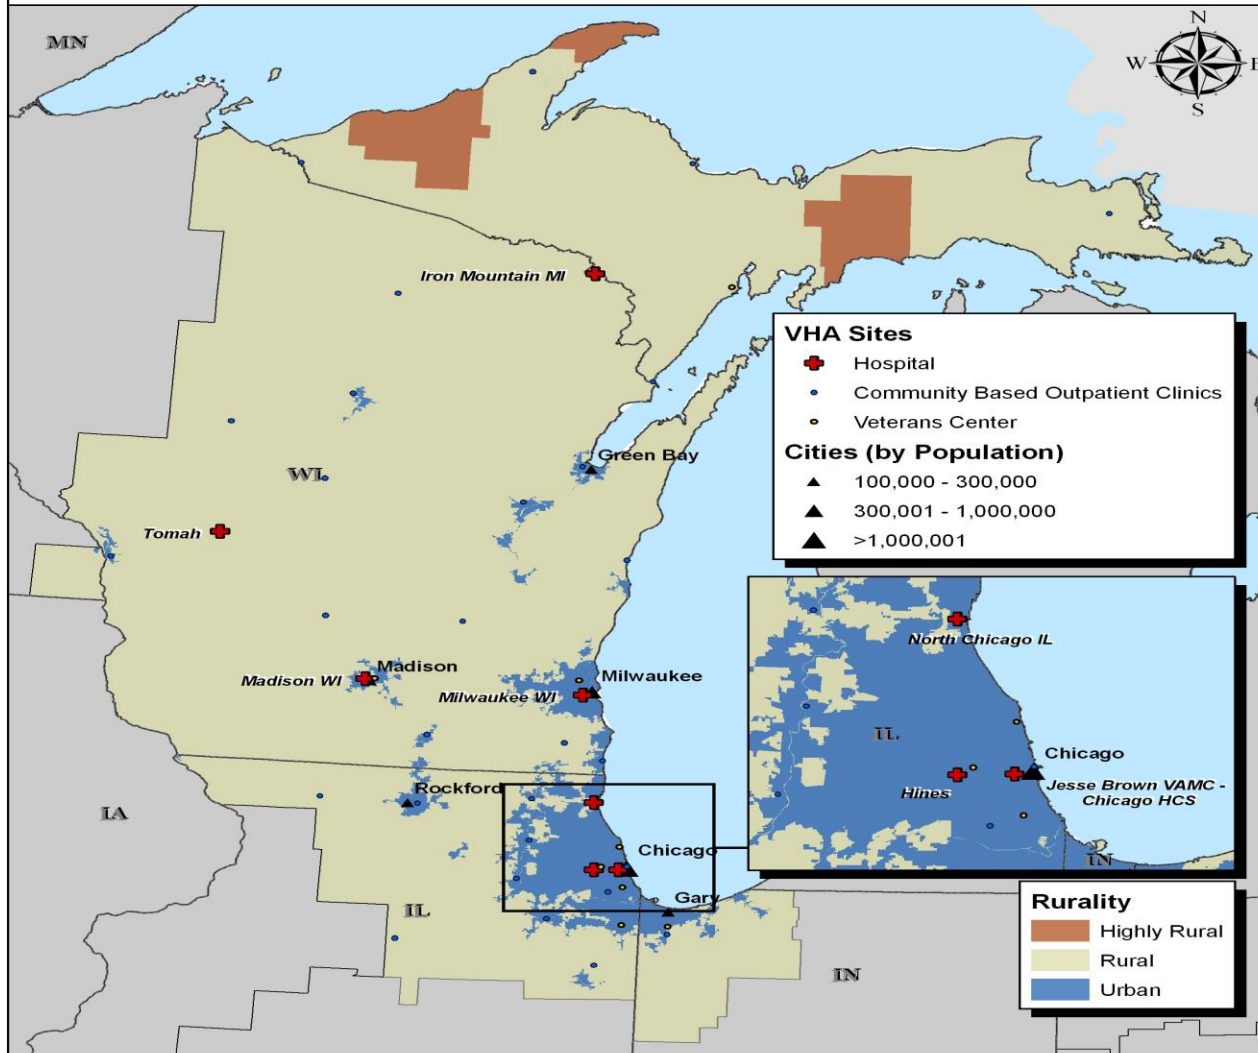 MN
N
W
E
S
Iron Mountain MI
VHA Sites
Hospital
Community Based Outpatient Clinics
Veterans Center
Cities (by Population)
100,000 - 300,000
300,001 - 1,000,000
>1,000,001
Green Bay
WI
Tomah
Madison
Madison WI
Milwaukee
Milwaukee WI
North Chicago IL
IL
Chicago
Hines
Jesse Brown VAMC -
Chicago HCS
IN
Rockford
IA
Chicago
Gary
IL
IN
Rurality
Highly Rural
Rural
Urban